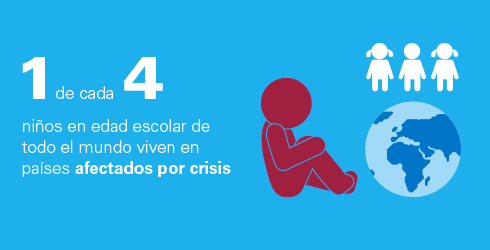 1 de cada 4
niños en edad escolar de
todo el mundo viven en
países afectados por crisis